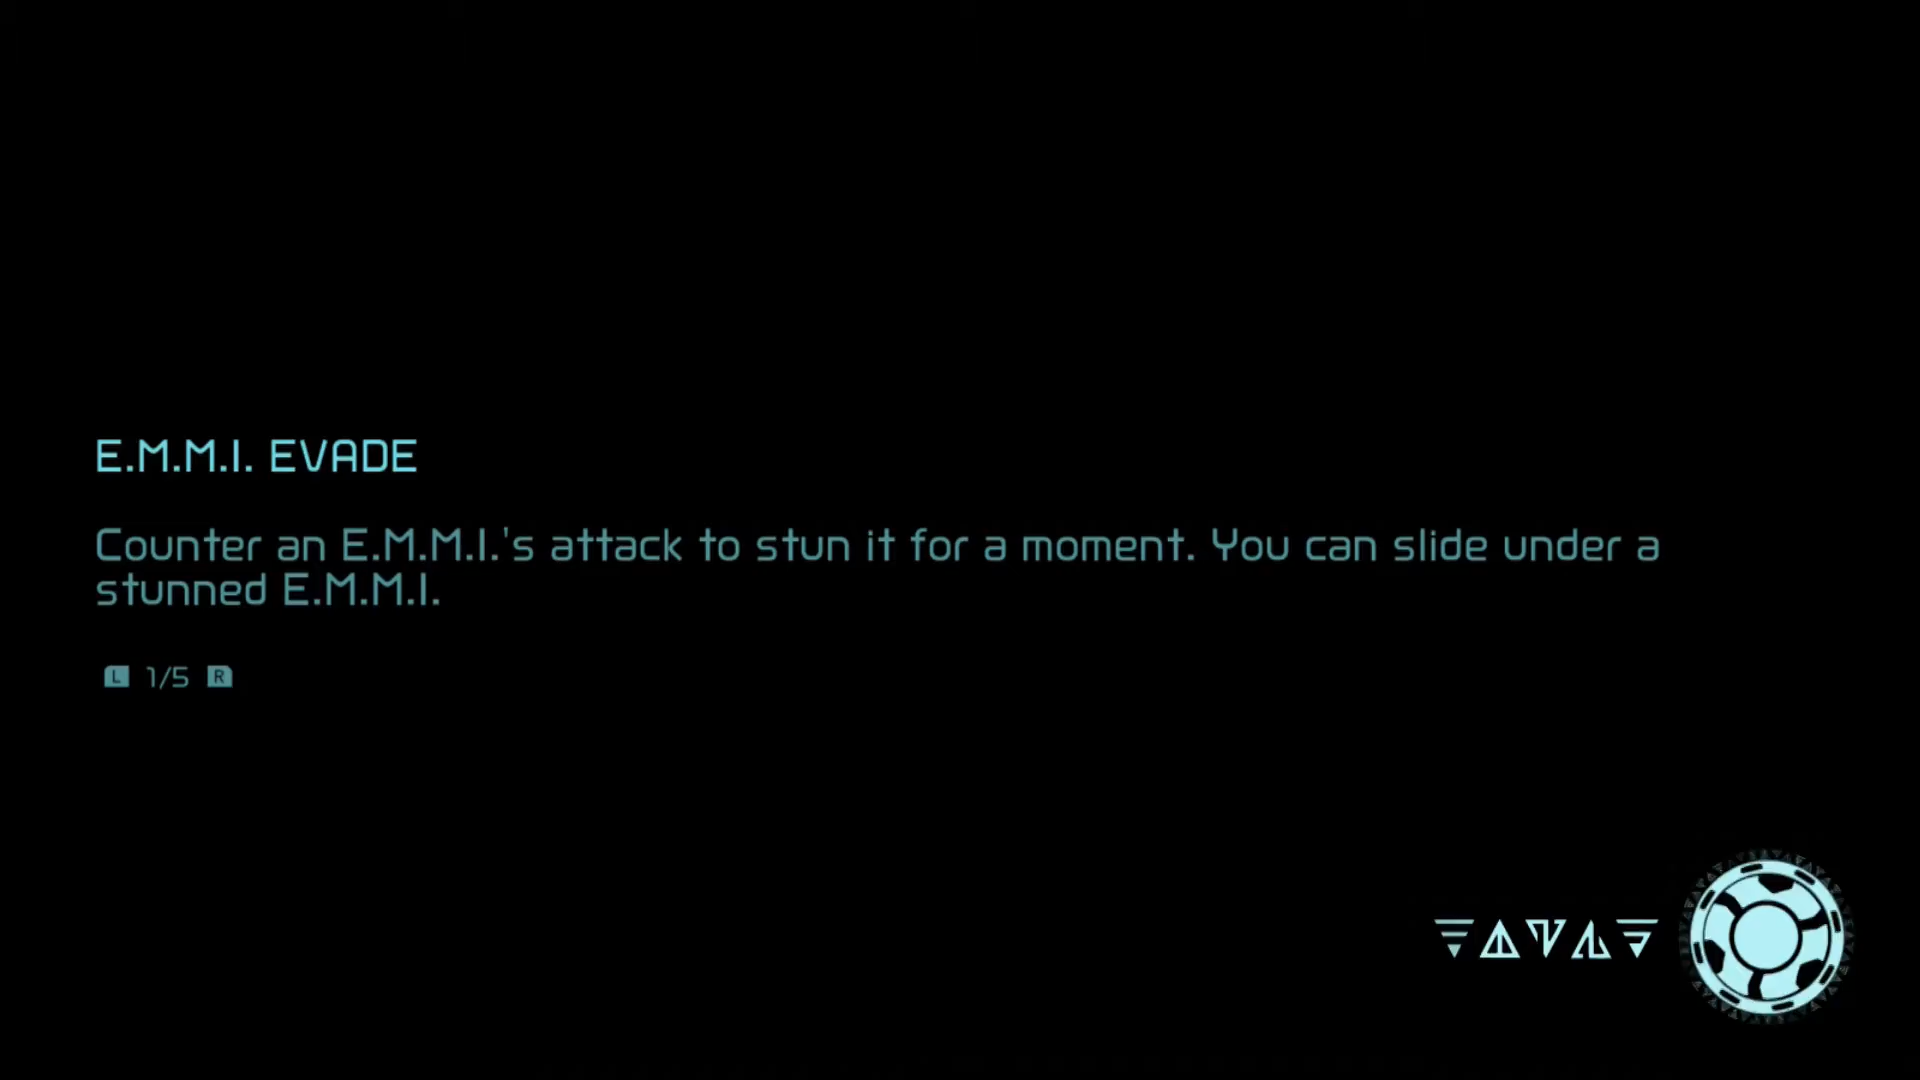 E.M.M.I. EVADE
Counter an E.M.M.I.'s attack to stun it for a moment. You can slide under a
stunned E.M.M.I.
L 1/5 R